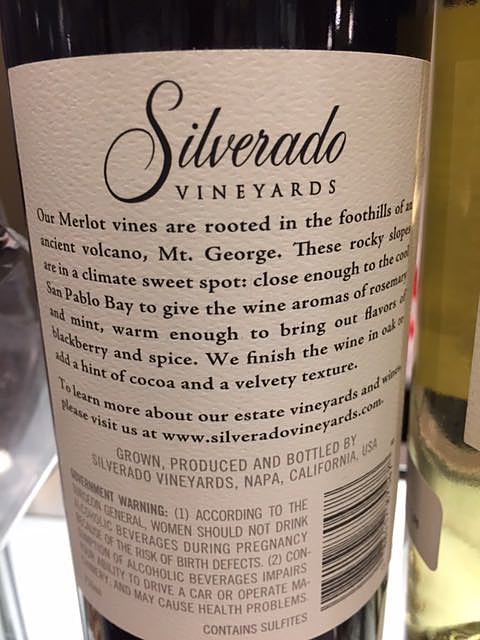 Silverado
VINEYARDS
Our Merlot vines are rooted in the foothills of an
ancient volcano, Mt. George. These rocky slopes
are in a climate sweet spot: close enough to the cool
San Pablo Bay to give the wine aromas of rosemary
and mint, warm enough to bring out flavors of
blackberry and spice. We finish the wine in oak to
add a hint of cocoa and a velvety texture.
To learn more about our estate vineyards and wines,
please visit us at www.silveradovineyards.com.
GROWN, PRODUCED AND BOTTLED BY
SILVERADO VINEYARDS, NAPA, CALIFORNIA, USA
GOVERNMENT WARNING: (1) ACCORDING TO THE
SURGEON GENERAL, WOMEN SHOULD NOT DRINK
ALCOHOLIC BEVERAGES DURING PREGNANCY
BECAUSE OF THE RISK OF BIRTH DEFECTS. (2) CON-
SUMPTION OF ALCOHOLIC BEVERAGES IMPAIRS
YOUR ABILITY TO DRIVE A CAR OR OPERATE MA-
CHINERY, AND MAY CAUSE HEALTH PROBLEMS.
CONTAINS SULFITES